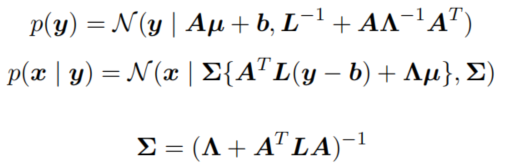 p(y) = 𝒩(y | Aμ + b, L⁻¹ + AΛ⁻¹Aᵀ)
p(x | y) = 𝒩(x | Σ{AᵀL(y − b) + Λμ}, Σ)
Σ = (Λ + AᵀLA)⁻¹